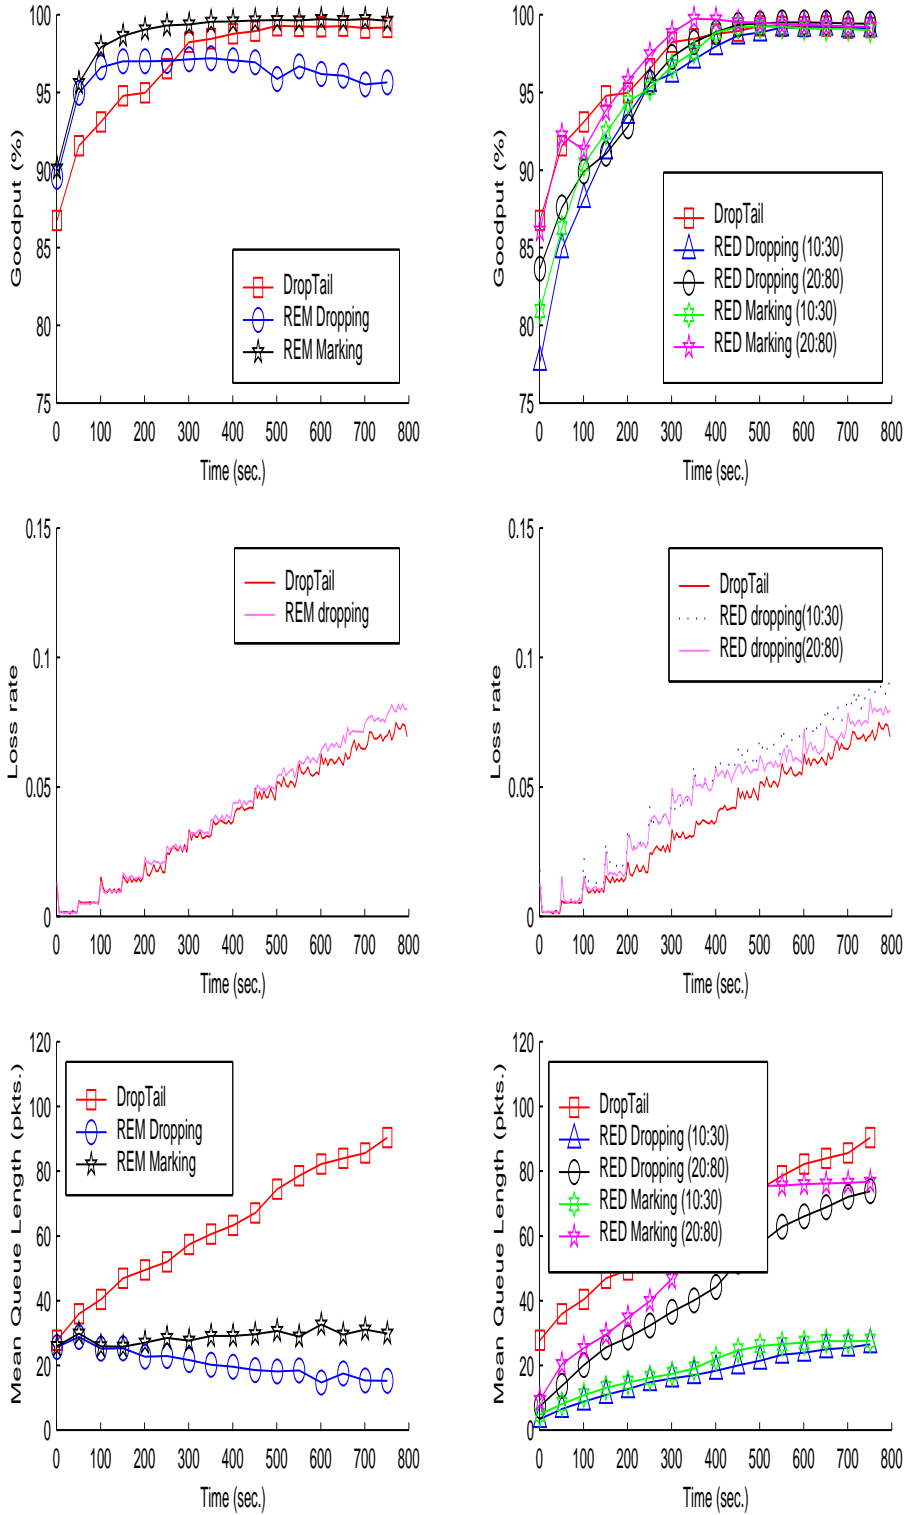 100
95
90
85
80
75
Goodput (%)
DropTail
REM Dropping
REM Marking
0 100 200 300 400 500 600 700 800
Time (sec.)
100
95
90
85
80
75
Goodput (%)
DropTail
RED Dropping (10:30)
RED Dropping (20:80)
RED Marking (10:30)
RED Marking (20:80)
0 100 200 300 400 500 600 700 800
Time (sec.)
0.15
0.1
0.05
0
Loss rate
DropTail
REM dropping
0 100 200 300 400 500 600 700 800
Time (sec.)
0.15
0.1
0.05
0
Loss rate
DropTail
RED dropping(10:30)
RED dropping(20:80)
0 100 200 300 400 500 600 700 800
Time (sec.)
120
100
80
60
40
20
0
Mean Queue Length (pkts.)
DropTail
REM Dropping
REM Marking
0 100 200 300 400 500 600 700 800
Time (sec.)
120
100
80
60
40
20
0
Mean Queue Length (pkts.)
DropTail
RED Dropping (10:30)
RED Dropping (20:80)
RED Marking (10:30)
RED Marking (20:80)
0 100 200 300 400 500 600 700 800
Time (sec.)